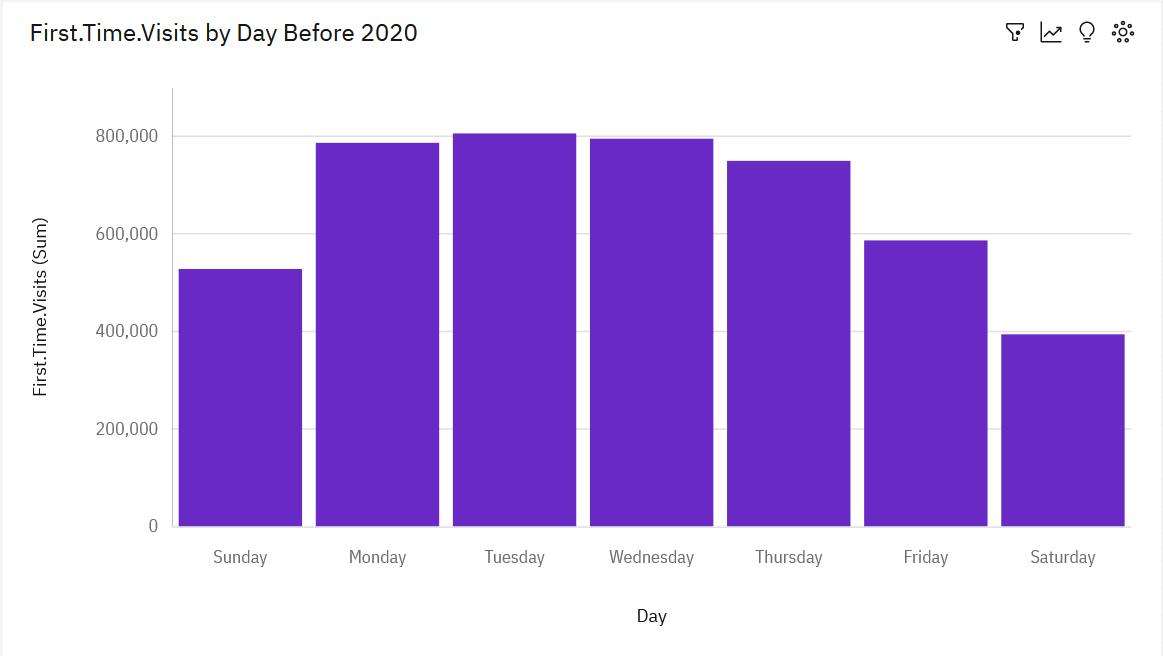 First.Time.Visits by Day Before 2020
First.Time.Visits (Sum)
800,000
600,000
400,000
200,000
0
Sunday Monday Tuesday Wednesday Thursday Friday Saturday
Day